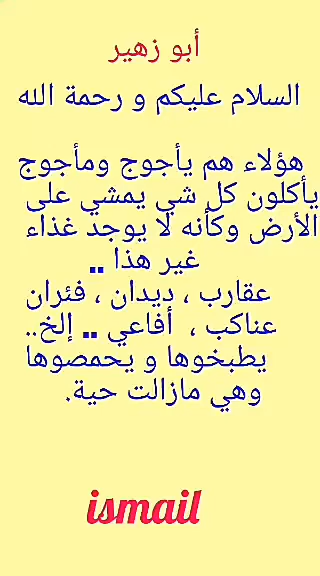 أبو زهير
السلام عليكم و رحمة الله
هؤلاء هم يأجوج ومأجوج
يأكلون كل شي يمشي على
الأرض وكأنه لا يوجد غذاء
غير هذا ..
عقارب ، ديدان ، فئران
عناكب ، أفاعي .. إلخ..
يطبخوها و يحمصوها
وهي مازالت حية.
ismail